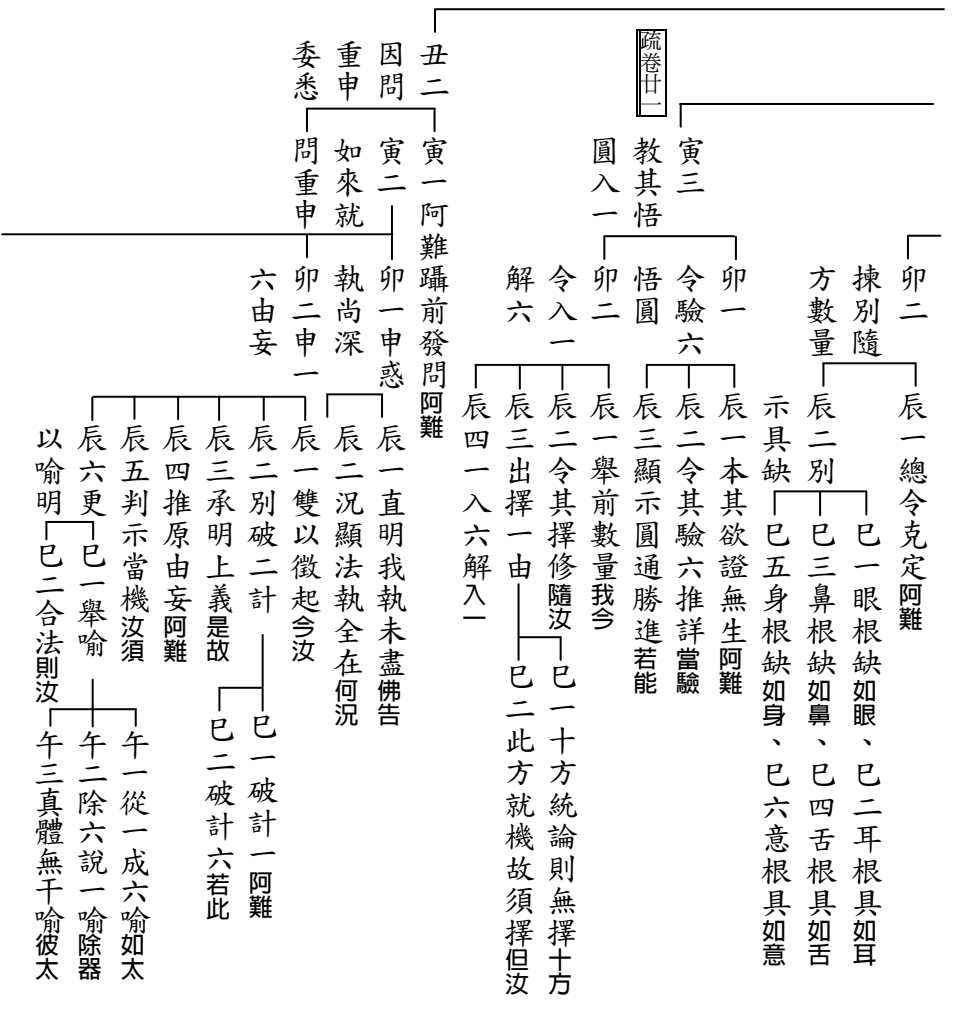 卯二
揀別隨
方數量
辰一總令克定阿難
辰二別
示具缺
巳一眼根缺如眼、巳二耳根具如耳
巳三鼻根缺如鼻、巳四舌根具如舌
巳五身根缺如身、巳六意根具如意
疏卷廿一
寅三
教其悟
圓入一
卯一
令驗六
悟圓
辰一本其欲證無生阿難
辰二令其驗六推詳當驗
辰三顯示圓通勝進若能
卯二
令入一
解六
辰一舉前數量我今
辰二令其擇修隨汝
辰三出擇一由
巳一十方統論則無擇十方
巳二此方就機故須擇但汝
辰四一入六解入一
丑二
因問
重申
委悉
寅一阿難躡前發問阿難
寅二
如來就
問重申
卯一申惑
執尚深
辰一直明我執未盡佛告
辰二況顯法執全在何況
卯二申一
六由妄
辰一雙以徵起今汝
辰二別破二計
巳一破計一阿難
巳二破計六若此
辰三承明上義是故
辰四推原由妄阿難
辰五判示當機汝須
辰六更
以喻明
巳一舉喻
午一從一成六喻如太
午二除六說一喻除器
午三真體無干喻彼太
巳二合法則汝